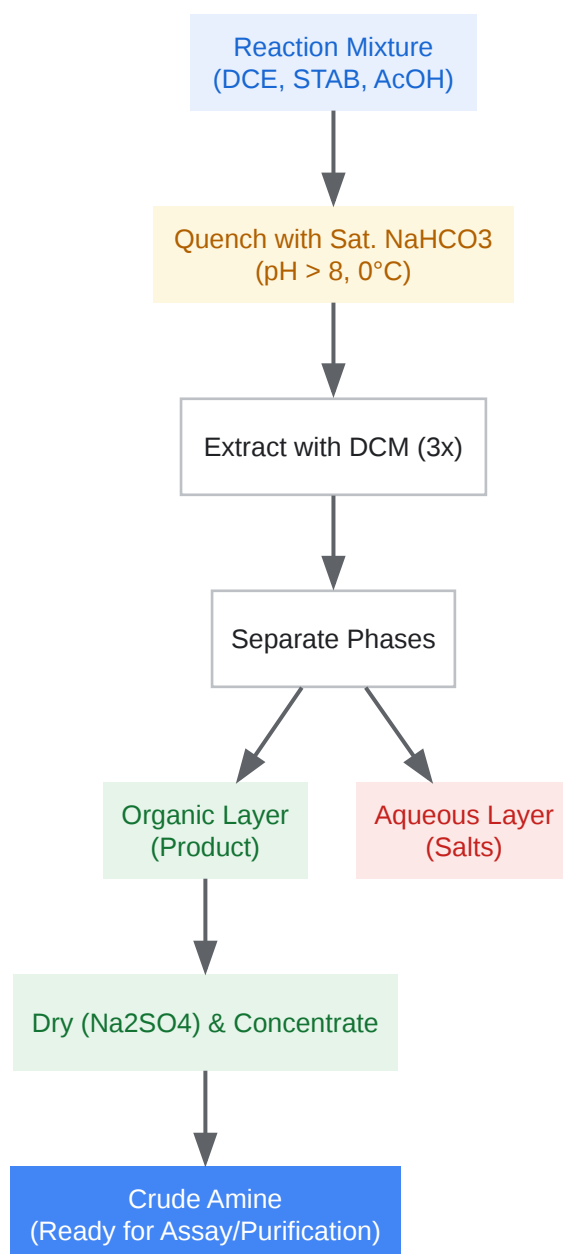 Reaction Mixture
(DCE, STAB, AcOH)
Quench with Sat. NaHCO3
(pH > 8, 0°C)
Extract with DCM (3x)
Separate Phases
Organic Layer
(Product)
Aqueous Layer
(Salts)
Dry (Na2SO4) & Concentrate
Crude Amine
(Ready for Assay/Purification)